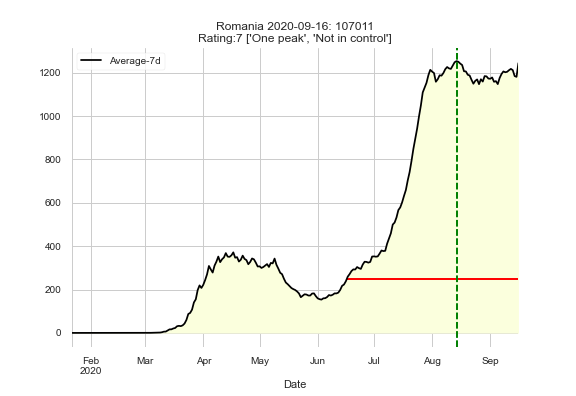 Romania 2020-09-16: 107011
Rating:7 ['One peak', 'Not in control']
Average-7d
1200
1000
800
600
400
200
0
Feb Mar Apr May Jun Jul Aug Sep
2020
Date